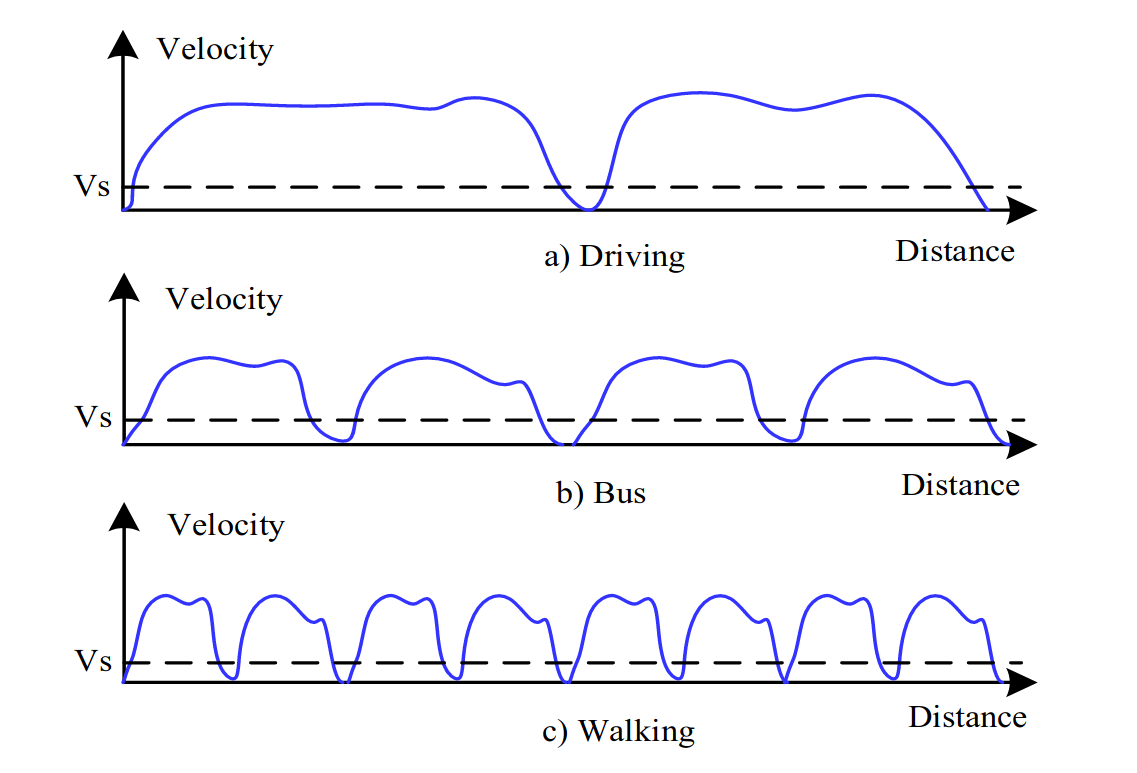 Velocity
Vs
a) Driving
Distance
Velocity
Vs
b) Bus
Distance
Velocity
Vs
c) Walking
Distance